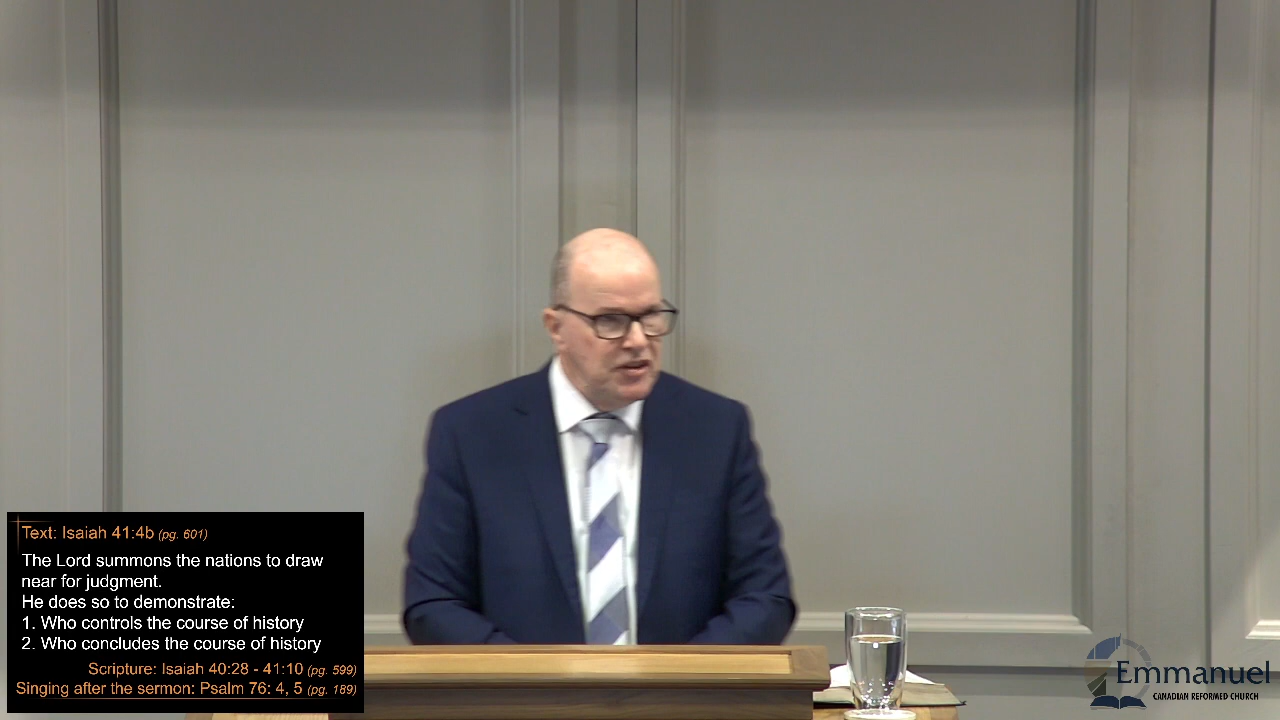 Text: Isaiah 41:4b (pg. 601)
The Lord summons the nations to draw
near for judgment.
He does so to demonstrate:
1. Who controls the course of history
2. Who concludes the course of history
Scripture: Isaiah 40:28 - 41:10 (pg. 599)
Singing after the sermon: Psalm 76: 4, 5 (pg. 189)
Emmanuel
CANADIAN REFORMED CHURCH